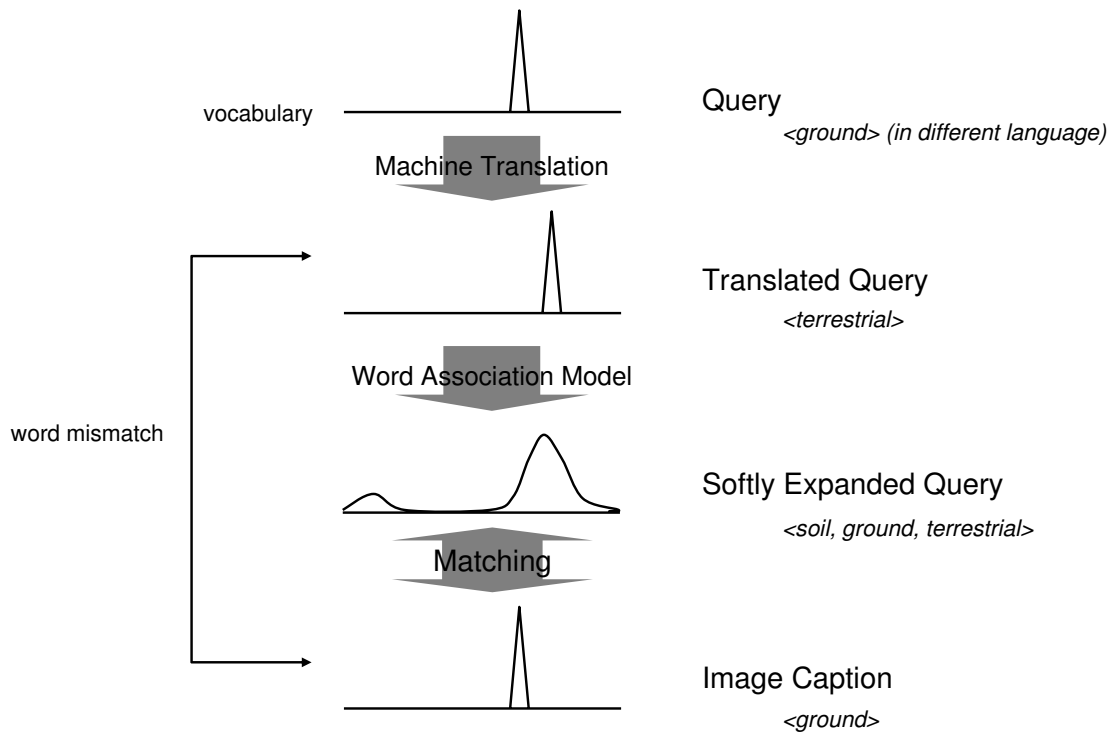 vocabulary
Query
<ground> (in different language)
Machine Translation
Translated Query
<terrestrial>
Word Association Model
word mismatch
Softly Expanded Query
<soil, ground, terrestrial>
Matching
Image Caption
<ground>